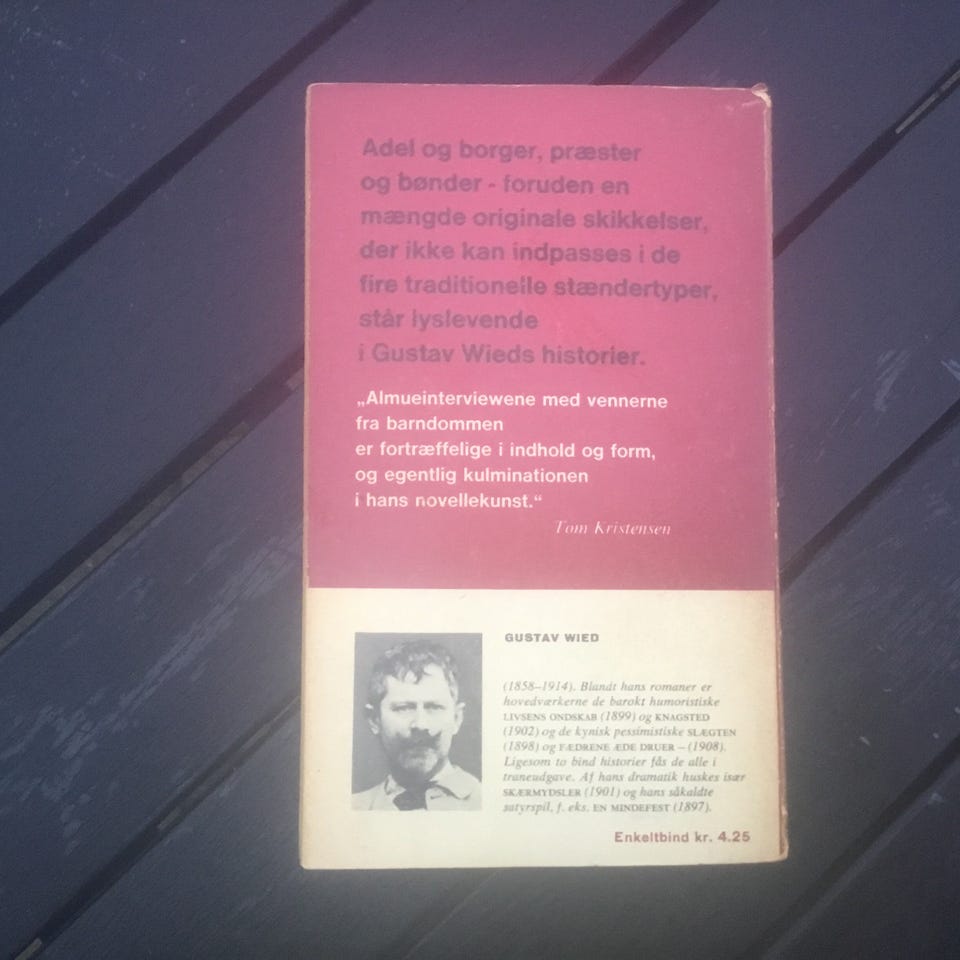 Adel og borger, præster
og bønder - foruden en
mængde originale skikkelser,
der ikke kan indpasses i de
fire traditionelle stændertyper,
står lyslevende
i Gustav Wieds historier.
„Almueinterviewene med vennerne
fra barndommen
er fortræffelige i indhold og form,
og egentlig kulminationen
i hans novellekunst.“
Tom Kristensen
GUSTAV WIED
(1858–1914). Blandt hans romaner er
hovedværkerne de barokt humoristiske
LIVSENS ONDSKAB (1899) og KNAGSTED
(1902) og de kynisk pessimistiske SLÆGTEN
(1898) og FÆDRENE ÆDE DRUER – (1908).
Ligesom to bind historier fås de alle i
traneudgave. Af hans dramatik huskes især
SKÆRMYDSLER (1901) og hans såkaldte
satyrspil, f. eks. EN MINDEFEST (1897).
Enkeltbind kr. 4.25